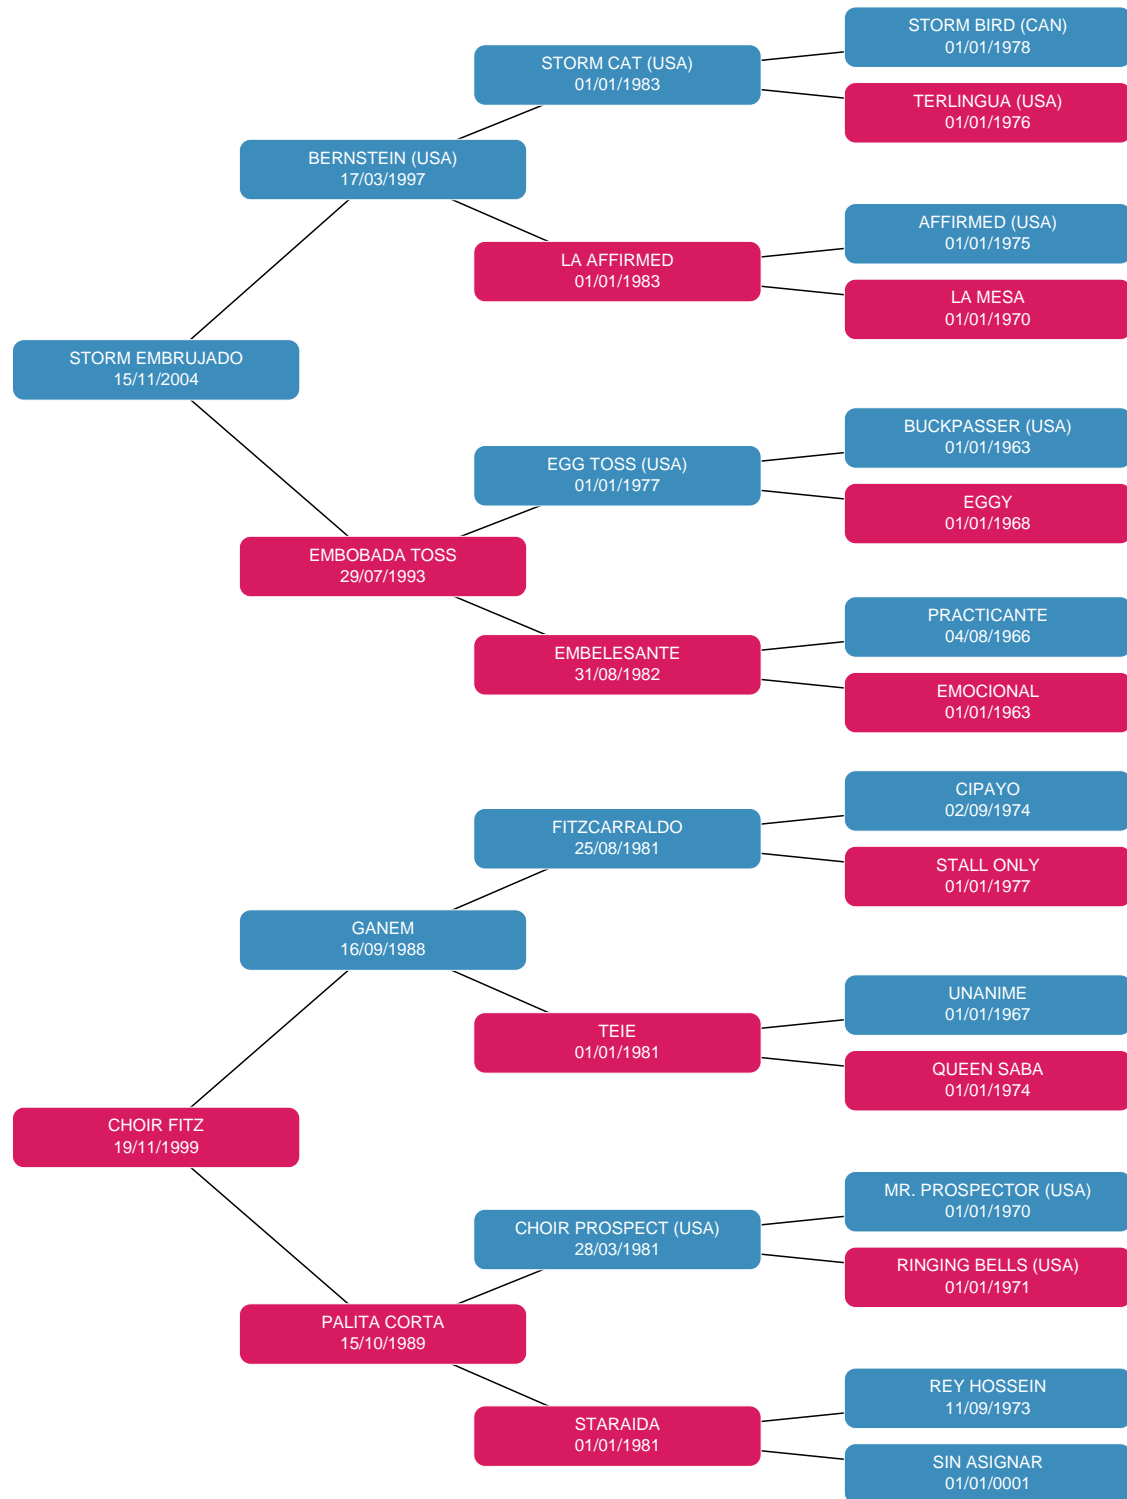 STORM BIRD (CAN)
01/01/1978
STORM CAT (USA)
01/01/1983
TERLINGUA (USA)
01/01/1976
BERNSTEIN (USA)
17/03/1997
AFFIRMED (USA)
01/01/1975
LA AFFIRMED
01/01/1983
LA MESA
01/01/1970
STORM EMBRUJADO
15/11/2004
BUCKPASSER (USA)
01/01/1963
EGG TOSS (USA)
01/01/1977
EGGY
01/01/1968
EMBOBADA TOSS
29/07/1993
PRACTICANTE
04/08/1966
EMBELESANTE
31/08/1982
EMOCIONAL
01/01/1963
CIPAYO
02/09/1974
FITZCARRALDO
25/08/1981
STALL ONLY
01/01/1977
GANEM
16/09/1988
UNANIME
01/01/1967
TEIE
01/01/1981
QUEEN SABA
01/01/1974
CHOIR FITZ
19/11/1999
MR. PROSPECTOR (USA)
01/01/1970
CHOIR PROSPECT (USA)
28/03/1981
RINGING BELLS (USA)
01/01/1971
PALITA CORTA
15/10/1989
REY HOSSEIN
11/09/1973
STARAIDA
01/01/1981
SIN ASIGNAR
01/01/0001